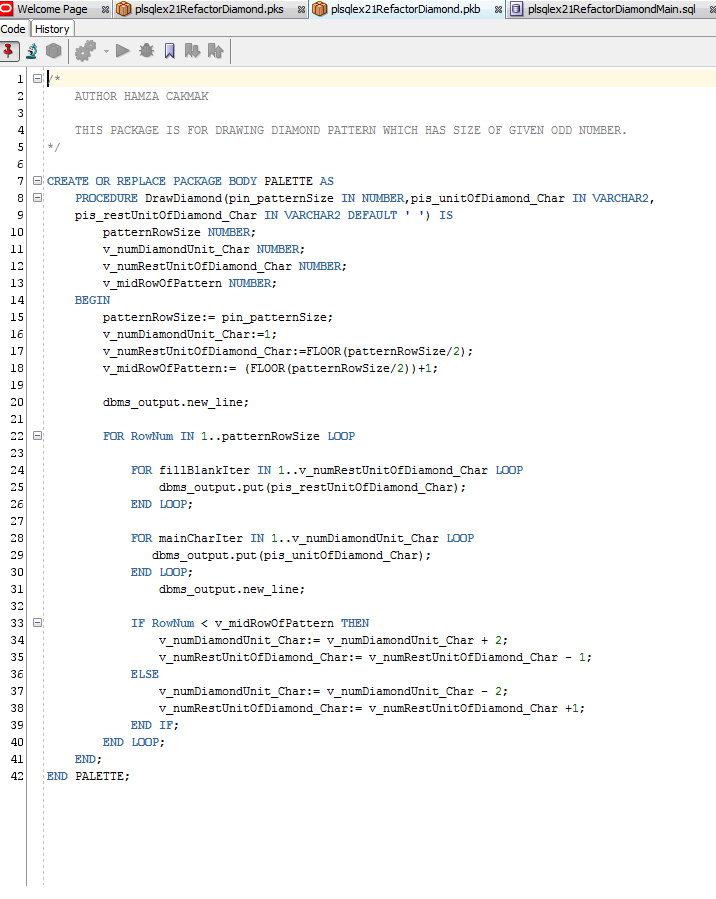 Welcome Page plsqlex21RefactorDiamond.pks plsqlex21RefactorDiamond.pkb plsqlex21RefactorDiamondMain.sql
Code History
1 /*
2 AUTHOR HAMZA CAKMAK
3
4 THIS PACKAGE IS FOR DRAWING DIAMOND PATTERN WHICH HAS SIZE OF GIVEN ODD NUMBER.
5 */
6
7 CREATE OR REPLACE PACKAGE BODY PALETTE AS
8 PROCEDURE DrawDiamond(pin_patternSize IN NUMBER,pis_unitOfDiamond_Char IN VARCHAR2,
9 pis_restUnitOfDiamond_Char IN VARCHAR2 DEFAULT ' ') IS
10 patternRowSize NUMBER;
11 v_numDiamondUnit_Char NUMBER;
12 v_numRestUnitOfDiamond_Char NUMBER;
13 v_midRowOfPattern NUMBER;
14 BEGIN
15 patternRowSize:= pin_patternSize;
16 v_numDiamondUnit_Char:=1;
17 v_numRestUnitOfDiamond_Char:=FLOOR(patternRowSize/2);
18 v_midRowOfPattern:= (FLOOR(patternRowSize/2))+1;
19
20 dbms_output.new_line;
21
22 FOR RowNum IN 1..patternRowSize LOOP
23
24 FOR fillBlankIter IN 1..v_numRestUnitOfDiamond_Char LOOP
25 dbms_output.put(pis_restUnitOfDiamond_Char);
26 END LOOP;
27
28 FOR mainCharIter IN 1..v_numDiamondUnit_Char LOOP
29 dbms_output.put(pis_unitOfDiamond_Char);
30 END LOOP;
31 dbms_output.new_line;
32
33 IF RowNum < v_midRowOfPattern THEN
34 v_numDiamondUnit_Char:= v_numDiamondUnit_Char + 2;
35 v_numRestUnitOfDiamond_Char:= v_numRestUnitOfDiamond_Char - 1;
36 ELSE
37 v_numDiamondUnit_Char:= v_numDiamondUnit_Char - 2;
38 v_numRestUnitOfDiamond_Char:= v_numRestUnitOfDiamond_Char +1;
39 END IF;
40 END LOOP;
41 END;
42 END PALETTE;